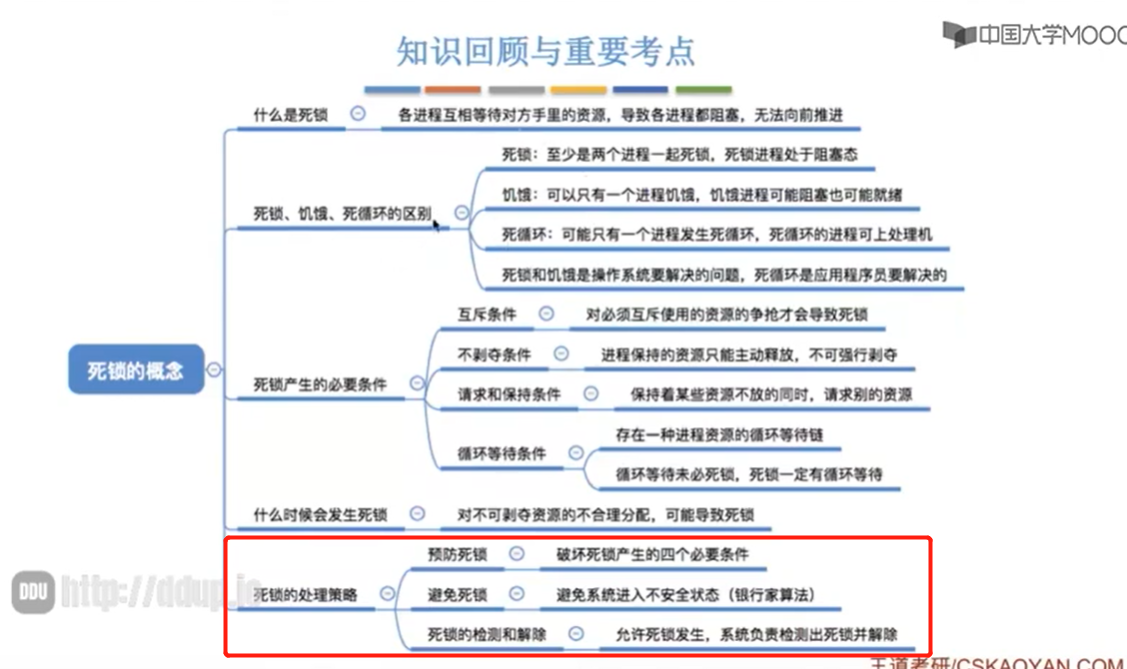 中国大学MOOC
知识回顾与重要考点
什么是死锁
各进程互相等待对方手里的资源，导致各进程都阻塞，无法向前推进
死锁、饥饿、死循环的区别
死锁：至少是两个进程一起死锁，死锁进程处于阻塞态
饥饿：可以只有一个进程饥饿，饥饿进程可能阻塞也可能就绪
死循环：可能只有一个进程发生死循环，死循环的进程可上处理机
死锁和饥饿是操作系统要解决的问题，死循环是应用程序员要解决的
死锁的概念
死锁产生的必要条件
互斥条件
对必须互斥使用的资源的争抢才会导致死锁
不剥夺条件
进程保持的资源只能主动释放，不可强行剥夺
请求和保持条件
保持着某些资源不放的同时，请求别的资源
循环等待条件
存在一种进程资源的循环等待链
循环等待未必死锁，死锁一定有循环等待
什么时候会发生死锁
对不可剥夺资源的不合理分配，可能导致死锁
死锁的处理策略
预防死锁
破坏死锁产生的四个必要条件
避免死锁
避免系统进入不安全状态（银行家算法）
死锁的检测和解除
允许死锁发生，系统负责检测出死锁并解除
DDU
王道考研/CSKAOYAN.COM